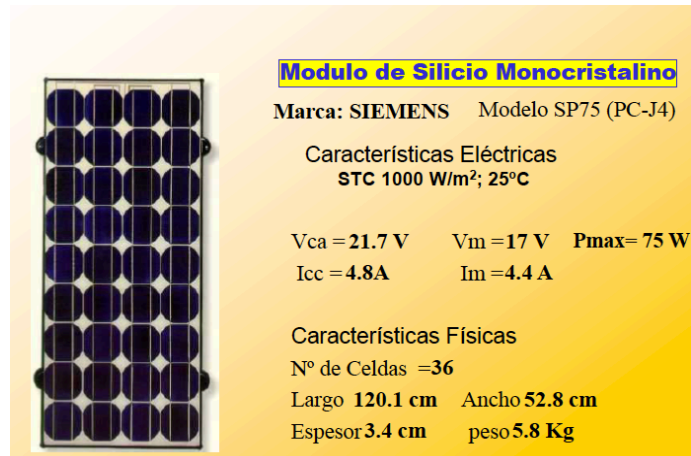 Modulo de Silicio Monocristalino
Marca: SIEMENS Modelo SP75 (PC-J4)
Características Eléctricas
STC 1000 W/m²; 25ºC
Vca = 21.7 V Vm = 17 V Pmax= 75 W
Icc = 4.8A Im = 4.4 A
Características Físicas
Nº de Celdas =36
Largo 120.1 cm Ancho 52.8 cm
Espesor 3.4 cm peso 5.8 Kg